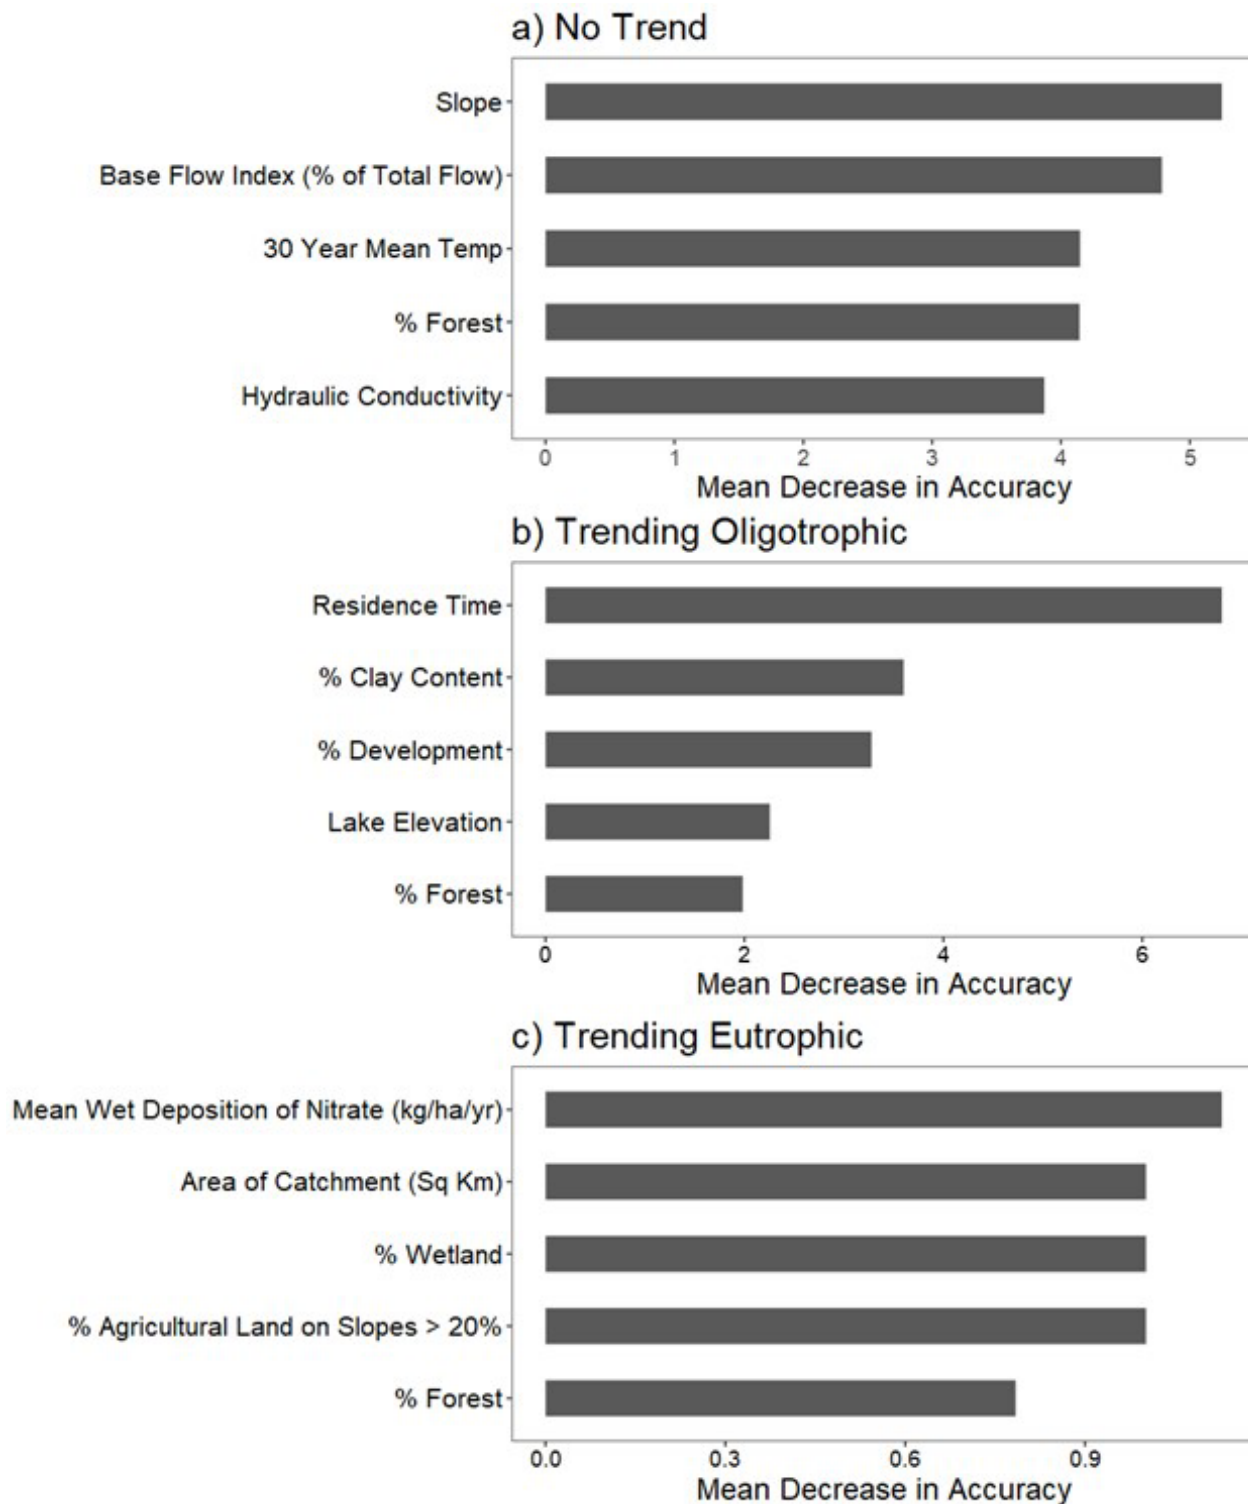 a) No Trend
Slope
Base Flow Index (% of Total Flow)
30 Year Mean Temp
% Forest
Hydraulic Conductivity
0 1 2 3 4 5
Mean Decrease in Accuracy
b) Trending Oligotrophic
Residence Time
% Clay Content
% Development
Lake Elevation
% Forest
0 2 4 6
Mean Decrease in Accuracy
c) Trending Eutrophic
Mean Wet Deposition of Nitrate (kg/ha/yr)
Area of Catchment (Sq Km)
% Wetland
% Agricultural Land on Slopes > 20%
% Forest
0.0 0.3 0.6 0.9
Mean Decrease in Accuracy